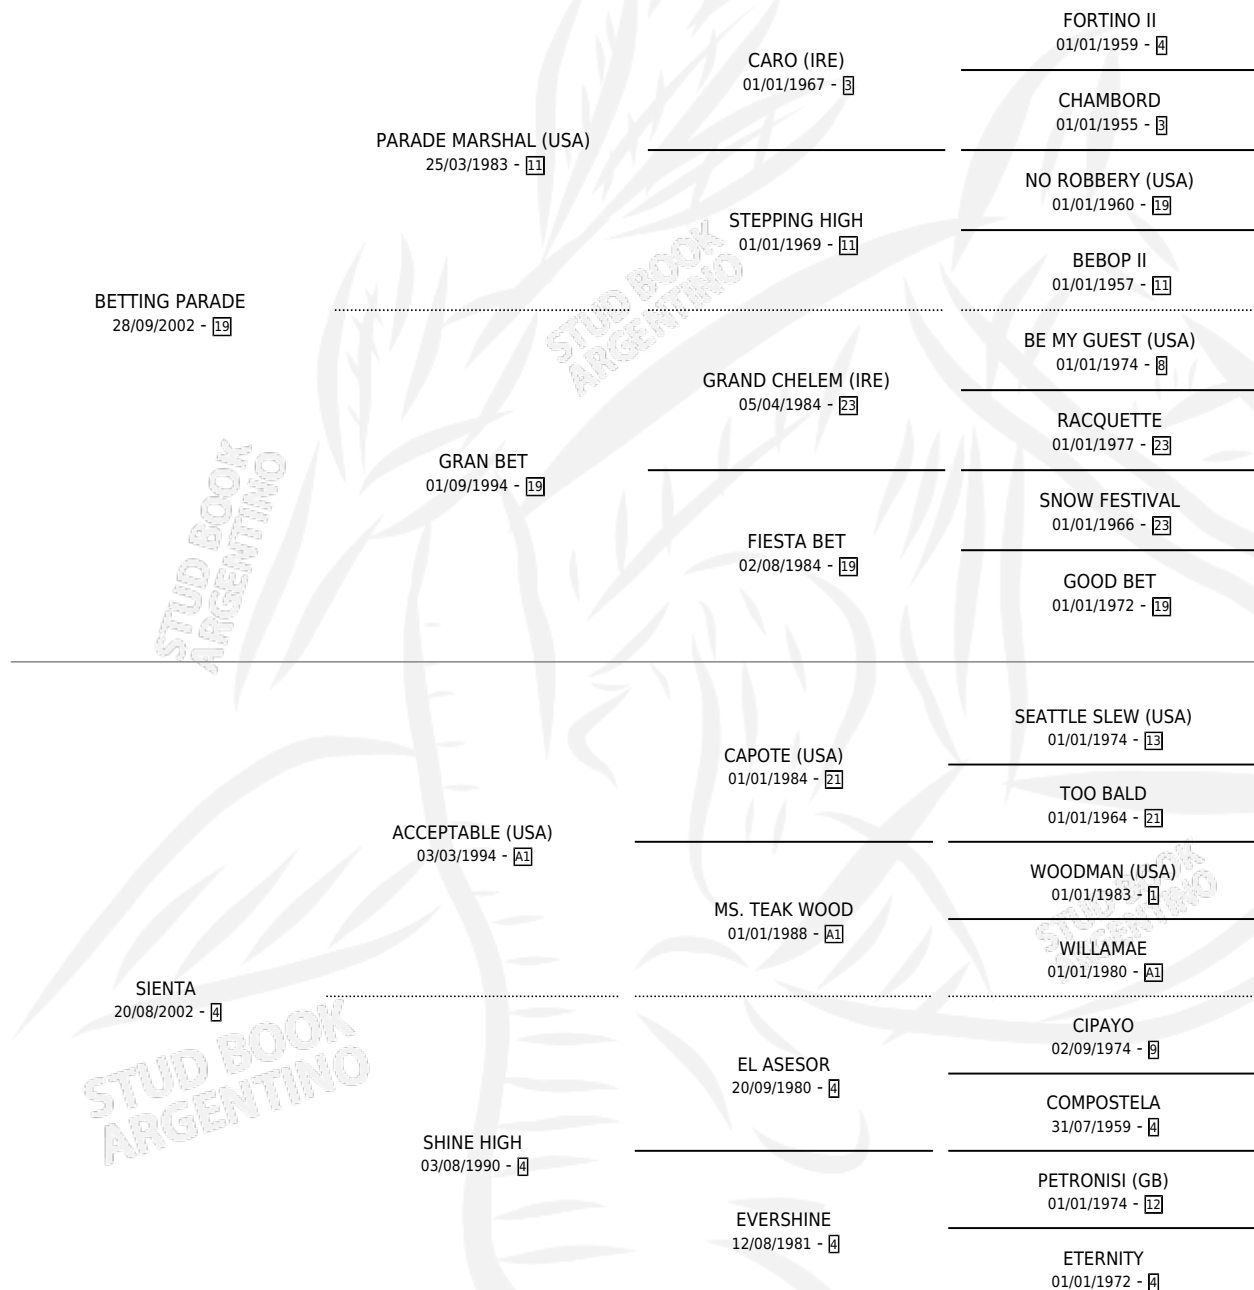 FORTINO II
01/01/1959 - 4
CARO (IRE)
01/01/1967 - 3
CHAMBORD
01/01/1955 - 3
PARADE MARSHAL (USA)
25/03/1983 - 11
NO ROBBERY (USA)
01/01/1960 - 19
STEPPING HIGH
01/01/1969 - 11
BEBOP II
01/01/1957 - 11
BETTING PARADE
28/09/2002 - 19
STUD BOOK
ARGENTINO
BE MY GUEST (USA)
01/01/1974 - 8
GRAND CHELEM (IRE)
05/04/1984 - 23
RACQUETTE
01/01/1977 - 23
GRAN BET
01/09/1994 - 19
SNOW FESTIVAL
01/01/1966 - 23
FIESTA BET
02/08/1984 - 19
GOOD BET
01/01/1972 - 19
STUD BOOK
ARGENTINO
SEATTLE SLEW (USA)
01/01/1974 - 13
CAPOTE (USA)
01/01/1984 - 21
TOO BALD
01/01/1964 - 21
ACCEPTABLE (USA)
03/03/1994 - A1
WOODMAN (USA)
01/01/1983 - 1
MS. TEAK WOOD
01/01/1988 - A1
STUD BOOK
ARGENTINO
WILLAMAE
01/01/1980 - A1
SIENTA
20/08/2002 - 4
STUD BOOK
ARGENTINO
CIPAYO
02/09/1974 - 9
EL ASESOR
20/09/1980 - 4
COMPOSTELA
31/07/1959 - 4
SHINE HIGH
03/08/1990 - 4
PETRONISI (GB)
01/01/1974 - 12
EVERSHINE
12/08/1981 - 4
ETERNITY
01/01/1972 - 4